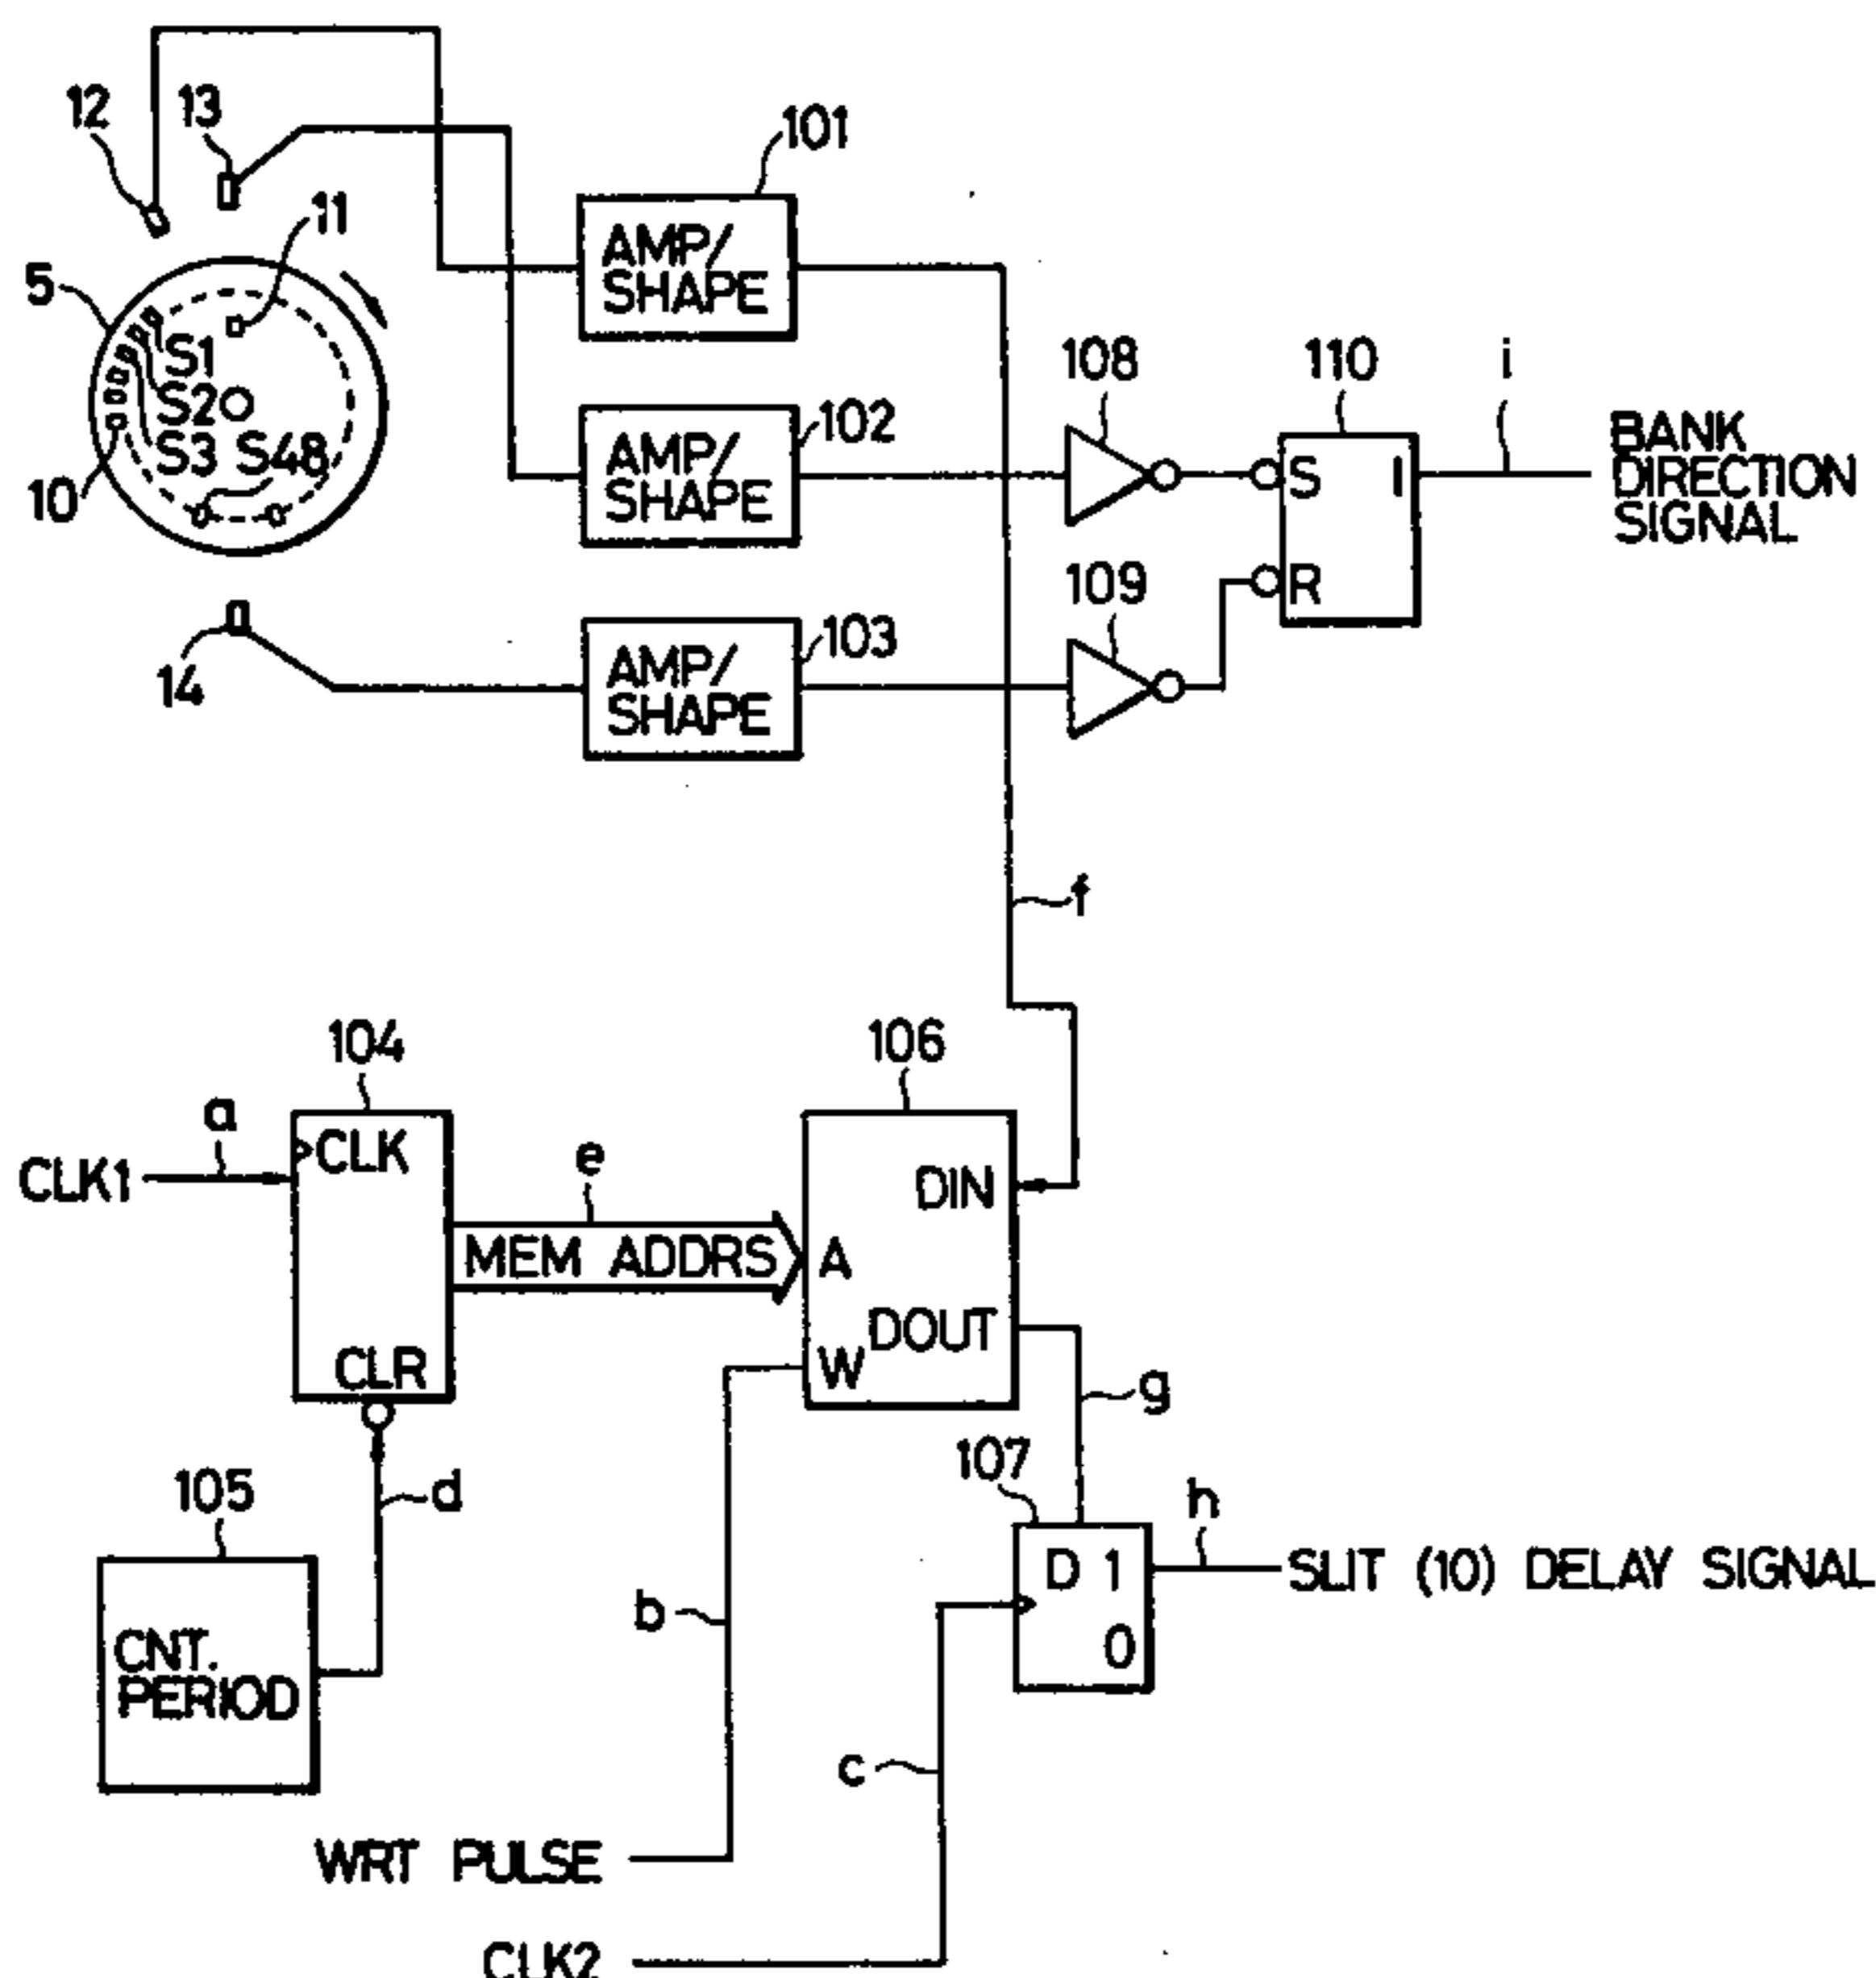 12
13
101
11
AMP/
SHAPE
5
S1
S2
S3 S48
10
102
AMP/
SHAPE
108
110
i
S 1
R
BANK
DIRECTION
SIGNAL
109
103
AMP/
SHAPE
14
f
104
106
a
CLK1
CLK
e
DIN
MEM ADDRS
A
DOUT
CLR
W
g
105
d
107
h
CNT.
PERIOD
b
D 1
0
SLIT (10) DELAY SIGNAL
c
WRT PULSE
CLK2